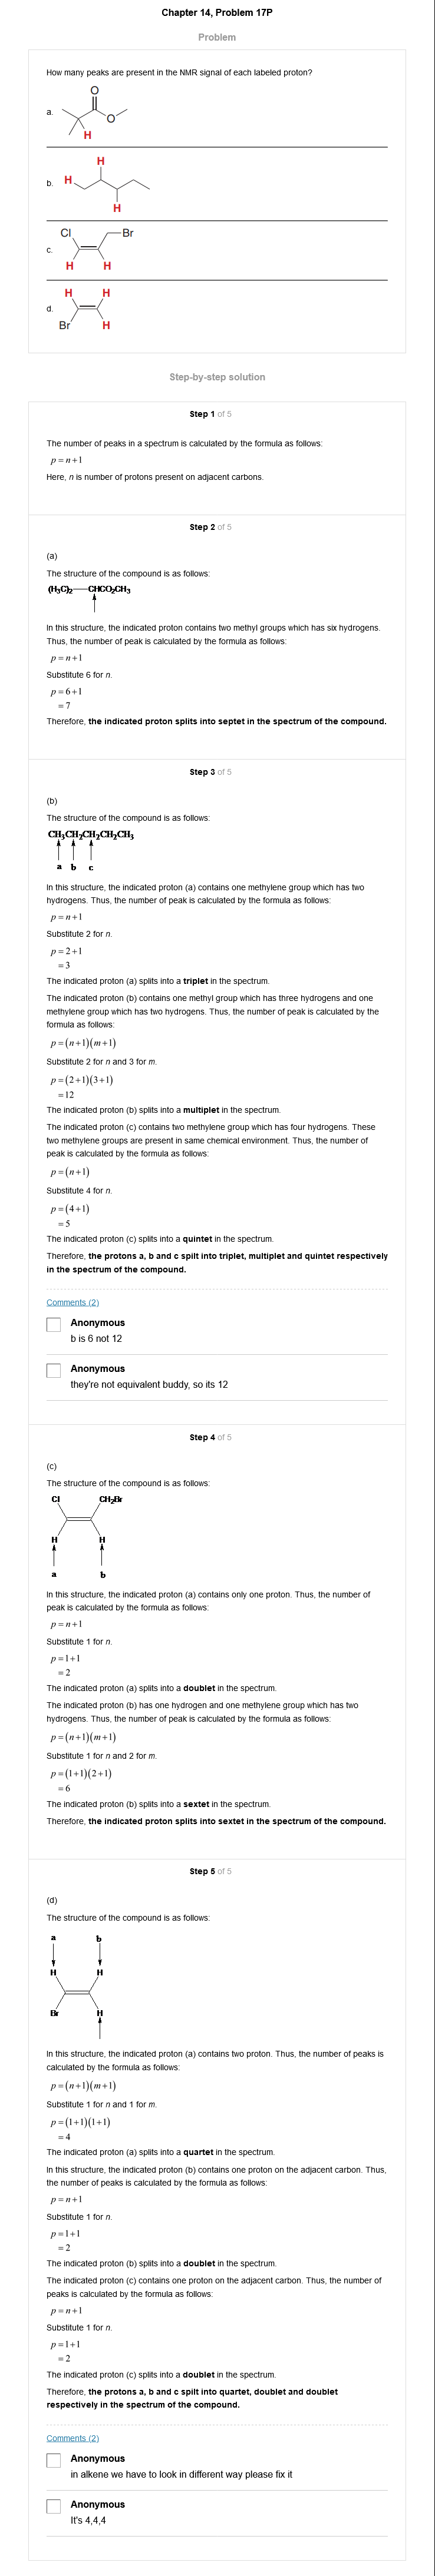 Chapter 14, Problem 17P
Problem
How many peaks are present in the NMR signal of each labeled proton?
a.
O
O
H
b.
H
H
H
c.
Cl
Br
H
H
d.
H
H
Br
H
Step-by-step solution
Step 1 of 5
The number of peaks in a spectrum is calculated by the formula as follows:
p = n+1
Here, n is number of protons present on adjacent carbons.
Step 2 of 5
(a)
The structure of the compound is as follows:
(H₃C)₂—CHCO₂CH₃
In this structure, the indicated proton contains two methyl groups which has six hydrogens.
Thus, the number of peak is calculated by the formula as follows:
p = n+1
Substitute 6 for n.
p = 6+1
= 7
Therefore, the indicated proton splits into septet in the spectrum of the compound.
Step 3 of 5
(b)
The structure of the compound is as follows:
CH₃CH₂CH₂CH₂CH₃
a b c
In this structure, the indicated proton (a) contains one methylene group which has two
hydrogens. Thus, the number of peak is calculated by the formula as follows:
p = n+1
Substitute 2 for n.
p = 2+1
= 3
The indicated proton (a) splits into a triplet in the spectrum.
The indicated proton (b) contains one methyl group which has three hydrogens and one
methylene group which has two hydrogens. Thus, the number of peak is calculated by the
formula as follows:
p = (n+1)(m+1)
Substitute 2 for n and 3 for m.
p = (2+1)(3+1)
= 12
The indicated proton (b) splits into a multiplet in the spectrum.
The indicated proton (c) contains two methylene group which has four hydrogens. These
two methylene groups are present in same chemical environment. Thus, the number of
peak is calculated by the formula as follows:
p = (n+1)
Substitute 4 for n.
p = (4+1)
= 5
The indicated proton (c) splits into a quintet in the spectrum.
Therefore, the protons a, b and c spilt into triplet, multiplet and quintet respectively
in the spectrum of the compound.
Comments (2)
Anonymous
b is 6 not 12
Anonymous
they're not equivalent buddy, so its 12
Step 4 of 5
(c)
The structure of the compound is as follows:
Cl
CH₂Br
H
H
a
b
In this structure, the indicated proton (a) contains only one proton. Thus, the number of
peak is calculated by the formula as follows:
p = n+1
Substitute 1 for n.
p = 1+1
= 2
The indicated proton (a) splits into a doublet in the spectrum.
The indicated proton (b) has one hydrogen and one methylene group which has two
hydrogens. Thus, the number of peak is calculated by the formula as follows:
p = (n+1)(m+1)
Substitute 1 for n and 2 for m.
p = (1+1)(2+1)
= 6
The indicated proton (b) splits into a sextet in the spectrum.
Therefore, the indicated proton splits into sextet in the spectrum of the compound.
Step 5 of 5
(d)
The structure of the compound is as follows:
a
b
H
H
Br
H
In this structure, the indicated proton (a) contains two proton. Thus, the number of peaks is
calculated by the formula as follows:
p = (n+1)(m+1)
Substitute 1 for n and 1 for m.
p = (1+1)(1+1)
= 4
The indicated proton (a) splits into a quartet in the spectrum.
In this structure, the indicated proton (b) contains one proton on the adjacent carbon. Thus,
the number of peaks is calculated by the formula as follows:
p = n+1
Substitute 1 for n.
p = 1+1
= 2
The indicated proton (b) splits into a doublet in the spectrum.
The indicated proton (c) contains one proton on the adjacent carbon. Thus, the number of
peaks is calculated by the formula as follows:
p = n+1
Substitute 1 for n.
p = 1+1
= 2
The indicated proton (c) splits into a doublet in the spectrum.
Therefore, the protons a, b and c spilt into quartet, doublet and doublet
respectively in the spectrum of the compound.
Comments (2)
Anonymous
in alkene we have to look in different way please fix it
Anonymous
It's 4,4,4